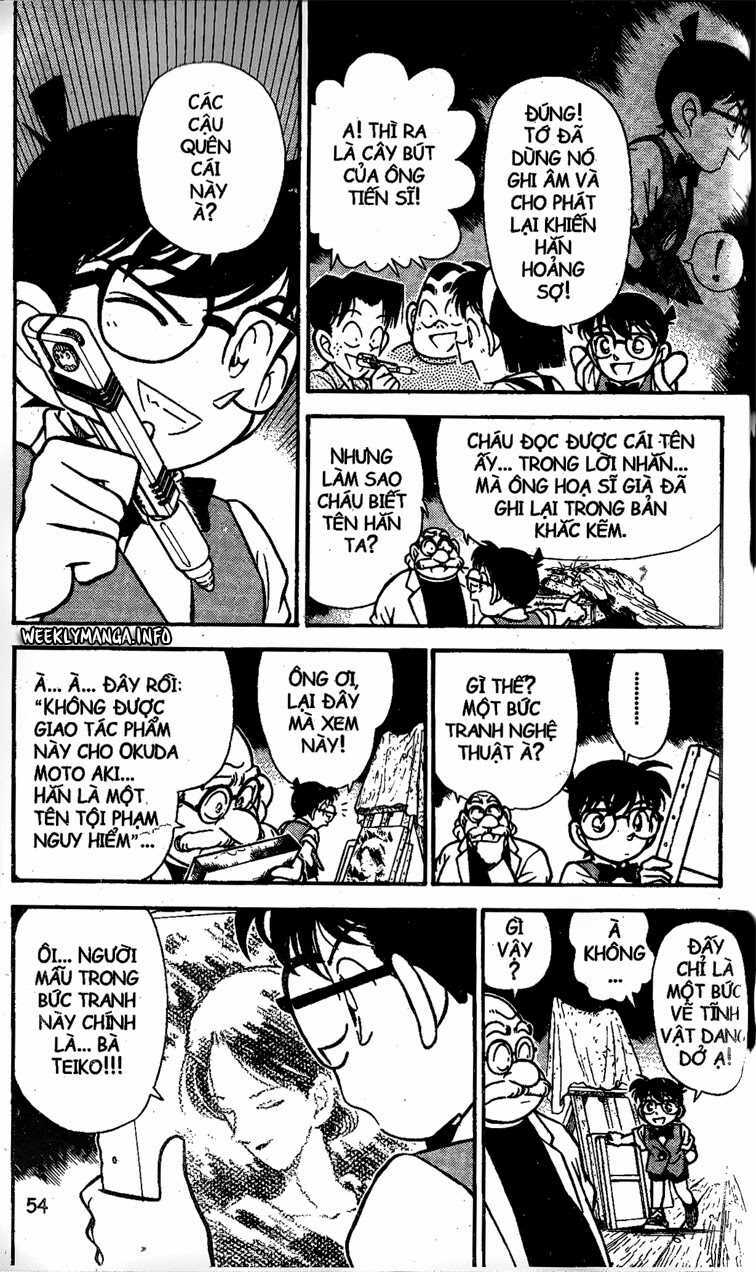 CÁC
CẬU
QUÊN
CÁI
NÀY
À?
A! THÌ RA
LÀ CÂY BÚT
CỦA ÔNG
TIẾN SĨ!
ĐÚNG!
TỚ ĐÃ
DÙNG NÓ
GHI ÂM VÀ
CHO PHÁT
LẠI KHIẾN
HẮN
HOẢNG
SỢ!
!
NHƯNG
LÀM SAO
CHÁU BIẾT
TÊN HẮN
TA?
CHÁU ĐỌC ĐƯỢC CÁI TÊN
ẤY... TRONG LỜI NHẮN...
MÀ ÔNG HOẠ SĨ GIÀ ĐÃ
GHI LẠI TRONG BẢN
KHẮC KẼM.
WEEKLYMANGA.INFO
À... À... ĐÂY RỒI:
"KHÔNG ĐƯỢC
GIAO TÁC PHẨM
NÀY CHO OKUDA
MOTO AKI...
HẮN LÀ MỘT
TÊN TỘI PHẠM
NGUY HIỂM"...
ÔNG ƠI,
LẠI ĐÂY
MÀ XEM
NÀY!
GÌ THẾ?
MỘT BỨC
TRANH NGHỆ
THUẬT À?
.........
ÔI... NGƯỜI
MẪU TRONG
BỨC TRANH
NÀY CHÍNH
LÀ... BÀ
TEIKO!!!
GÌ
VẬY
?
À
KHÔNG
...
ĐẤY
CHỈ LÀ
MỘT BỨC
VẼ TĨNH
VẬT DANG
DỞ Ạ!
54